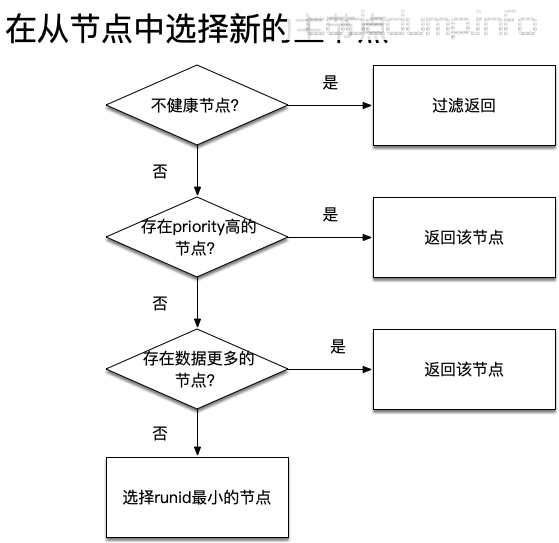 在从节点中选择新的主节点
不健康节点?
是
过滤返回
否
存在priority高的
节点?
是
返回该节点
否
存在数据更多的
节点?
是
返回该节点
否
选择runid最小的节点